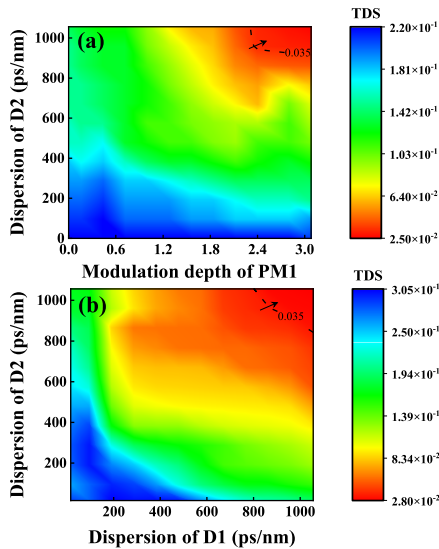 TDS
(a)
0.035
1000
800
600
400
200
0
Dispersion of D2 (ps/nm)
0.0 0.6 1.2 1.8 2.4 3.0
Modulation depth of PM1
2.20×10⁻¹
1.81×10⁻¹
1.42×10⁻¹
1.03×10⁻¹
6.40×10⁻²
2.50×10⁻²
TDS
(b)
0.035
1000
800
600
400
200
Dispersion of D2 (ps/nm)
200 400 600 800 1000
Dispersion of D1 (ps/nm)
3.05×10⁻¹
2.50×10⁻¹
1.94×10⁻¹
1.39×10⁻¹
8.34×10⁻²
2.80×10⁻²